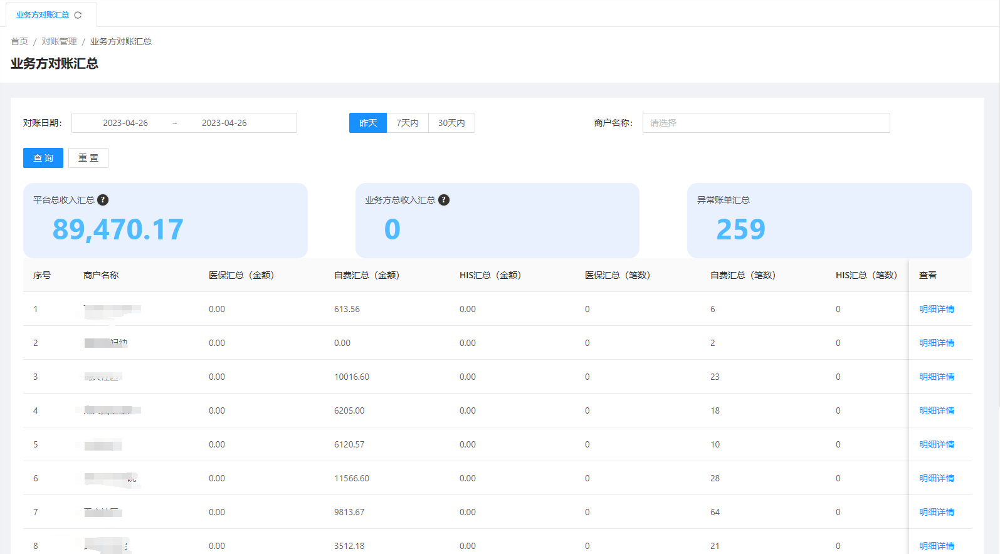 业务方对账汇总
首页 / 对账管理 / 业务方对账汇总
业务方对账汇总
对账日期： 2023-04-26 ~ 2023-04-26 昨天 7天内 30天内 商户名称： 请选择
查 询 重 置
平台总收入汇总 ? 业务方总收入汇总 ? 异常账单汇总
89,470.17 0 259
序号 商户名称 医保汇总（金额） 自费汇总（金额） HIS汇总（金额） 医保汇总（笔数） 自费汇总（笔数） HIS汇总（笔数） 查看
1 0.00 613.56 0.00 0 6 0 明细详情
2 妇幼 0.00 0.00 0.00 0 2 0 明细详情
3 0.00 10016.60 0.00 0 23 0 明细详情
4 0.00 6205.00 0.00 0 18 0 明细详情
5 0.00 6120.57 0.00 0 10 0 明细详情
6 0.00 11566.60 0.00 0 28 0 明细详情
7 0.00 9813.67 0.00 0 64 0 明细详情
8 0.00 3512.18 0.00 0 21 0 明细详情